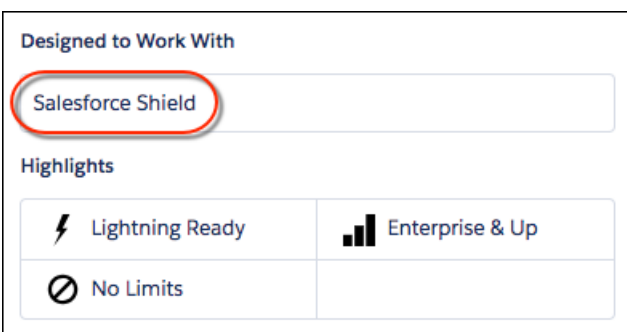 Designed to Work With
Salesforce Shield
Highlights
Lightning Ready
Enterprise & Up
No Limits